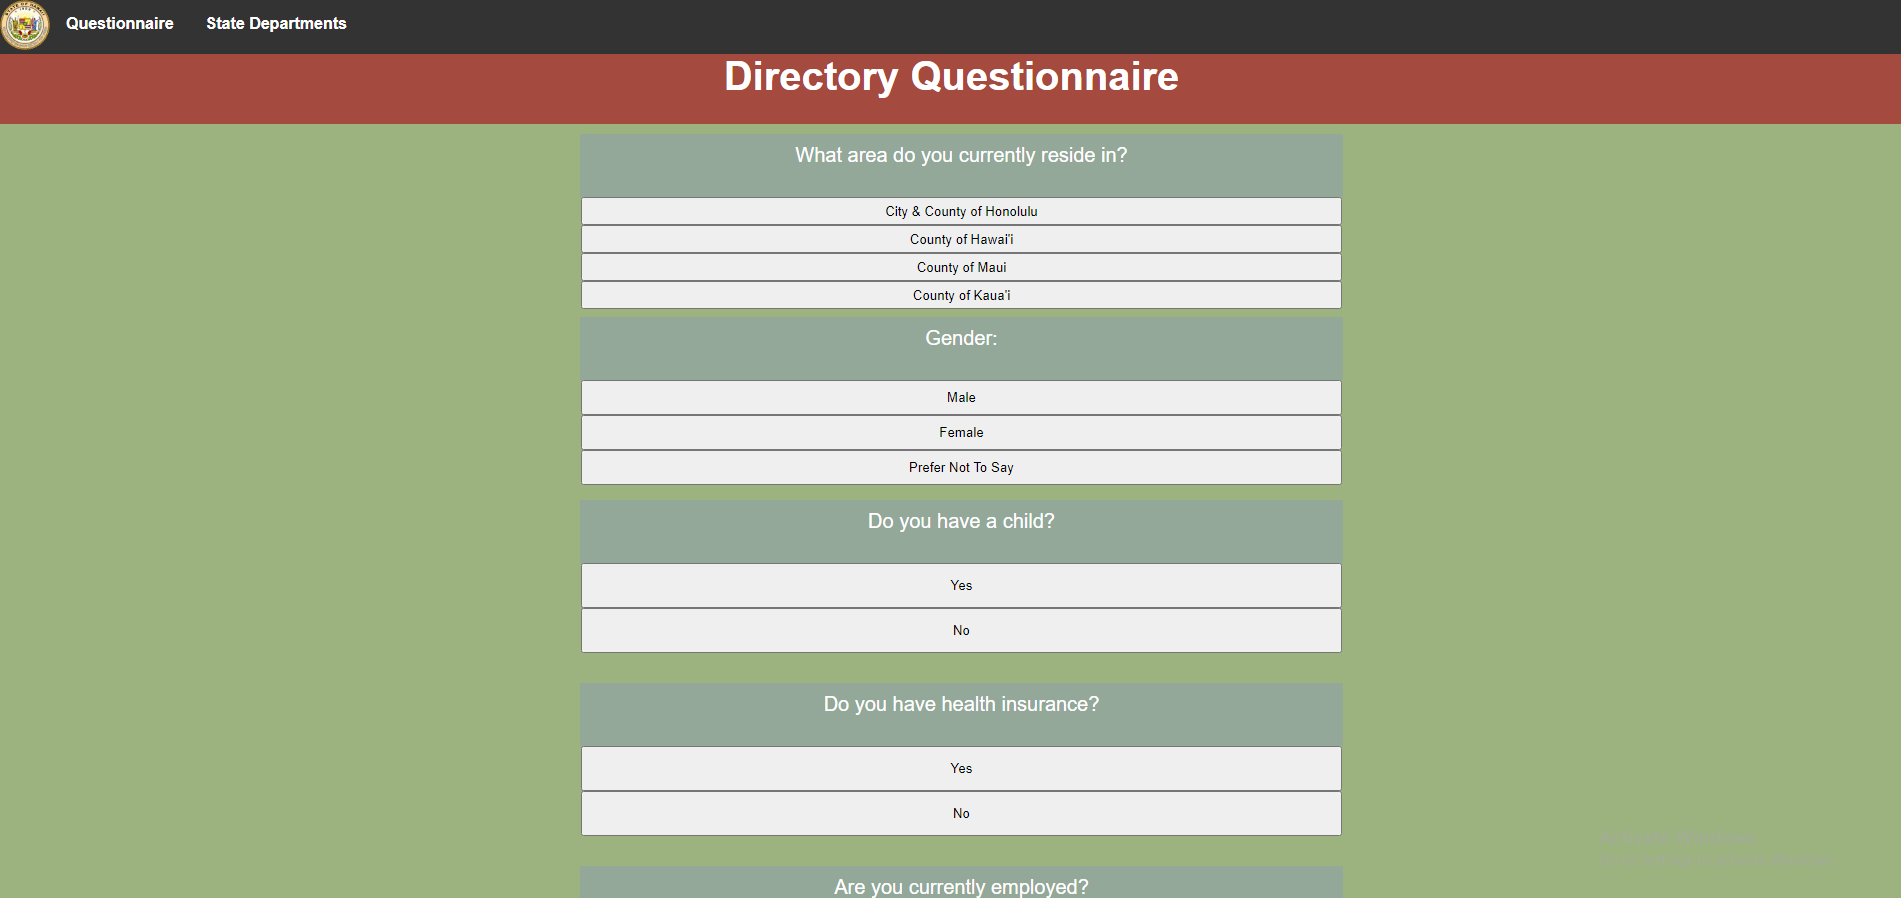 Questionnaire
State Departments
Directory Questionnaire
What area do you currently reside in?
City & County of Honolulu
County of Hawai'i
County of Maui
County of Kaua'i
Gender:
Male
Female
Prefer Not To Say
Do you have a child?
Yes
No
Do you have health insurance?
Yes
No
Are you currently employed?